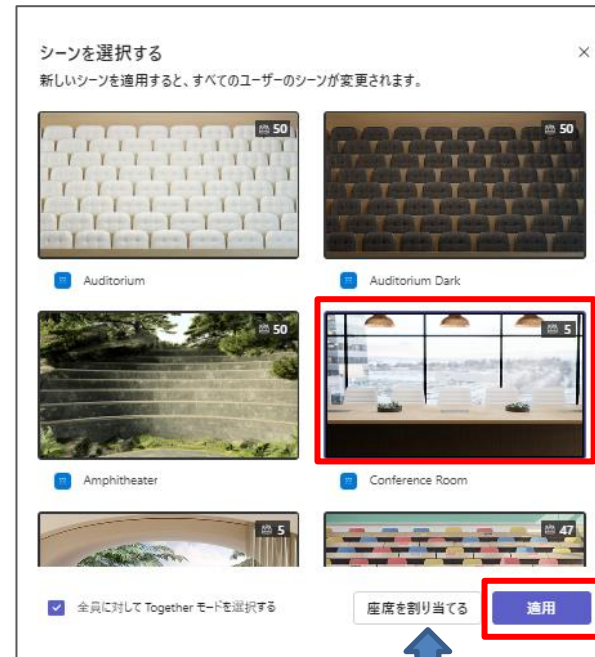 シーンを選択する
新しいシーンを適用すると、すべてのユーザーのシーンが変更されます。
50
50
Auditorium
Auditorium Dark
50
5
Amphitheater
Conference Room
5
47
全員に対して Together モードを選択する
座席を割り当てる
適用